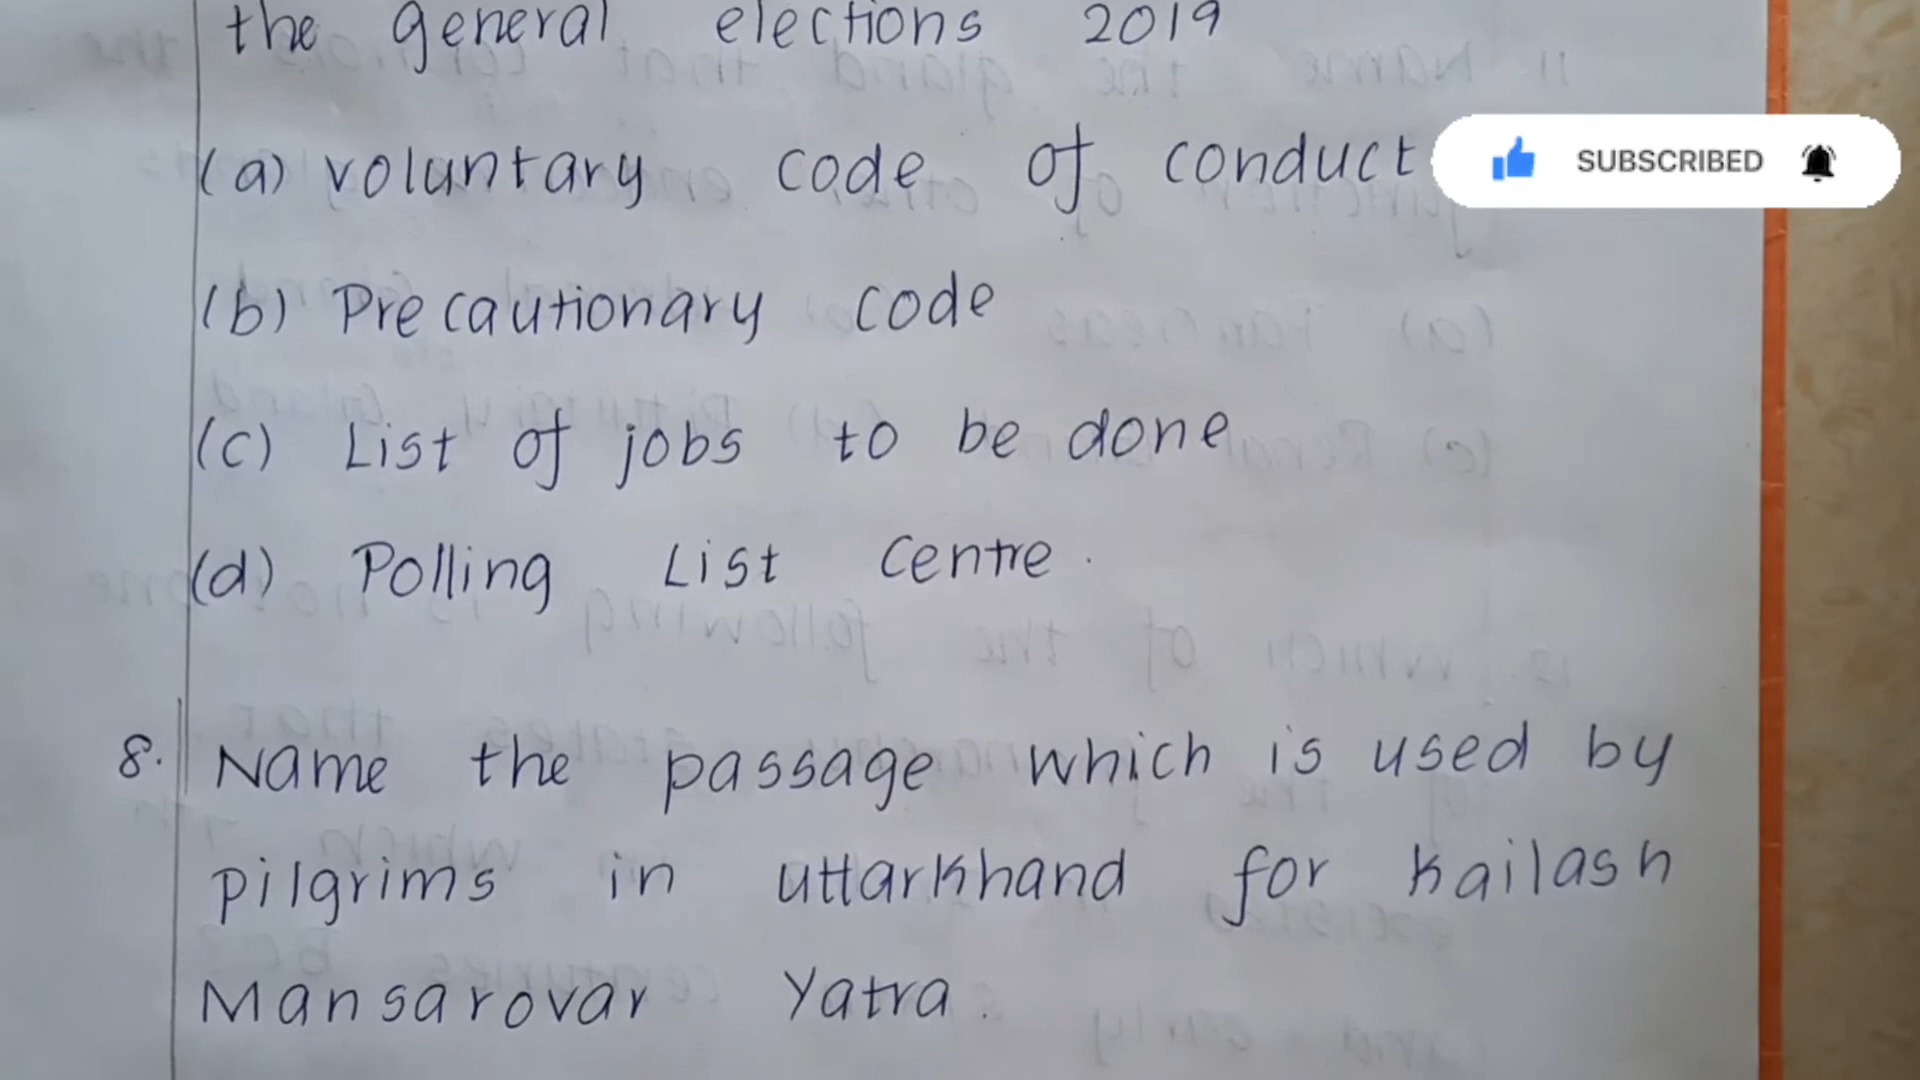 the general elections 2019
(a) voluntary code of conduct
SUBSCRIBED
(b) Precautionary code
(c) List of jobs to be done
(d) Polling List Centre.
8. Name the passage which is used by
pilgrims in uttarkhand for kailash
Mansarovar Yatra.